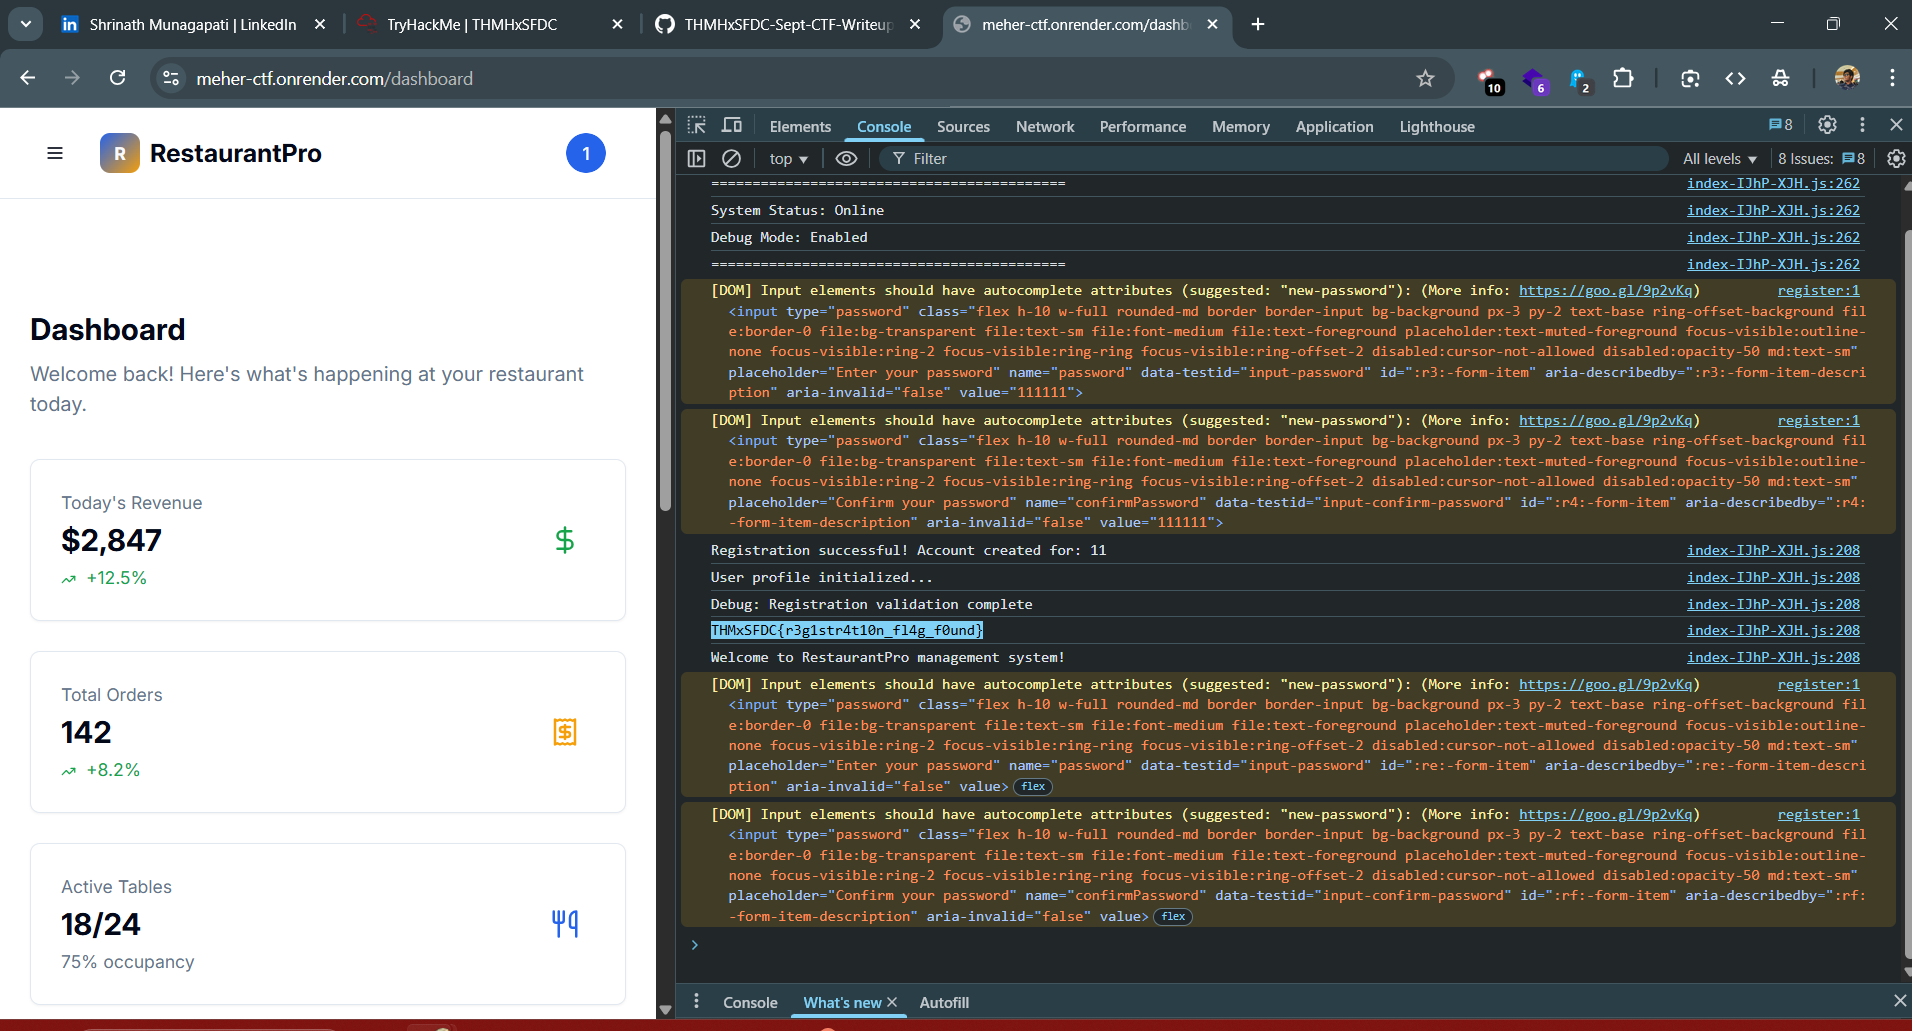 Shrinath Munagapati | LinkedIn
TryHackMe | THMHxSFDC
THMHxSFDC-Sept-CTF-Writeup
meher-ctf.onrender.com/dashb
meher-ctf.onrender.com/dashboard
10
6
2
R
RestaurantPro
1
Dashboard
Welcome back! Here's what's happening at your restaurant
today.
Today's Revenue
$2,847
$
+12.5%
Total Orders
142
$
+8.2%
Active Tables
18/24
75% occupancy
Elements Console Sources Network Performance Memory Application Lighthouse 8
top Filter All levels 8 Issues: 8
=========================================== index-IJhP-XJH.js:262
System Status: Online index-IJhP-XJH.js:262
Debug Mode: Enabled index-IJhP-XJH.js:262
=========================================== index-IJhP-XJH.js:262
[DOM] Input elements should have autocomplete attributes (suggested: "new-password"): (More info: https://goo.gl/9p2vKq) register:1
<input type="password" class="flex h-10 w-full rounded-md border border-input bg-background px-3 py-2 text-base ring-offset-background fil
e:border-0 file:bg-transparent file:text-sm file:font-medium file:text-foreground placeholder:text-muted-foreground focus-visible:outline-
none focus-visible:ring-2 focus-visible:ring-ring focus-visible:ring-offset-2 disabled:cursor-not-allowed disabled:opacity-50 md:text-sm"
placeholder="Enter your password" name="password" data-testid="input-password" id=":r3:-form-item" aria-describedby=":r3:-form-item-descri
ption" aria-invalid="false" value="111111">
[DOM] Input elements should have autocomplete attributes (suggested: "new-password"): (More info: https://goo.gl/9p2vKq) register:1
<input type="password" class="flex h-10 w-full rounded-md border border-input bg-background px-3 py-2 text-base ring-offset-background fil
e:border-0 file:bg-transparent file:text-sm file:font-medium file:text-foreground placeholder:text-muted-foreground focus-visible:outline-
none focus-visible:ring-2 focus-visible:ring-ring focus-visible:ring-offset-2 disabled:cursor-not-allowed disabled:opacity-50 md:text-sm"
placeholder="Confirm your password" name="confirmPassword" data-testid="input-confirm-password" id=":r4:-form-item" aria-describedby=":r4:
-form-item-description" aria-invalid="false" value="111111">
Registration successful! Account created for: 11 index-IJhP-XJH.js:208
User profile initialized... index-IJhP-XJH.js:208
Debug: Registration validation complete index-IJhP-XJH.js:208
THMxSFDC{r3g1str4t10n_fl4g_f0und} index-IJhP-XJH.js:208
Welcome to RestaurantPro management system! index-IJhP-XJH.js:208
[DOM] Input elements should have autocomplete attributes (suggested: "new-password"): (More info: https://goo.gl/9p2vKq) register:1
<input type="password" class="flex h-10 w-full rounded-md border border-input bg-background px-3 py-2 text-base ring-offset-background fil
e:border-0 file:bg-transparent file:text-sm file:font-medium file:text-foreground placeholder:text-muted-foreground focus-visible:outline-
none focus-visible:ring-2 focus-visible:ring-ring focus-visible:ring-offset-2 disabled:cursor-not-allowed disabled:opacity-50 md:text-sm"
placeholder="Enter your password" name="password" data-testid="input-password" id=":re:-form-item" aria-describedby=":re:-form-item-descri
ption" aria-invalid="false" value> flex
[DOM] Input elements should have autocomplete attributes (suggested: "new-password"): (More info: https://goo.gl/9p2vKq) register:1
<input type="password" class="flex h-10 w-full rounded-md border border-input bg-background px-3 py-2 text-base ring-offset-background fil
e:border-0 file:bg-transparent file:text-sm file:font-medium file:text-foreground placeholder:text-muted-foreground focus-visible:outline-
none focus-visible:ring-2 focus-visible:ring-ring focus-visible:ring-offset-2 disabled:cursor-not-allowed disabled:opacity-50 md:text-sm"
placeholder="Confirm your password" name="confirmPassword" data-testid="input-confirm-password" id=":rf:-form-item" aria-describedby=":rf:
-form-item-description" aria-invalid="false" value> flex
Console What's new Autofill